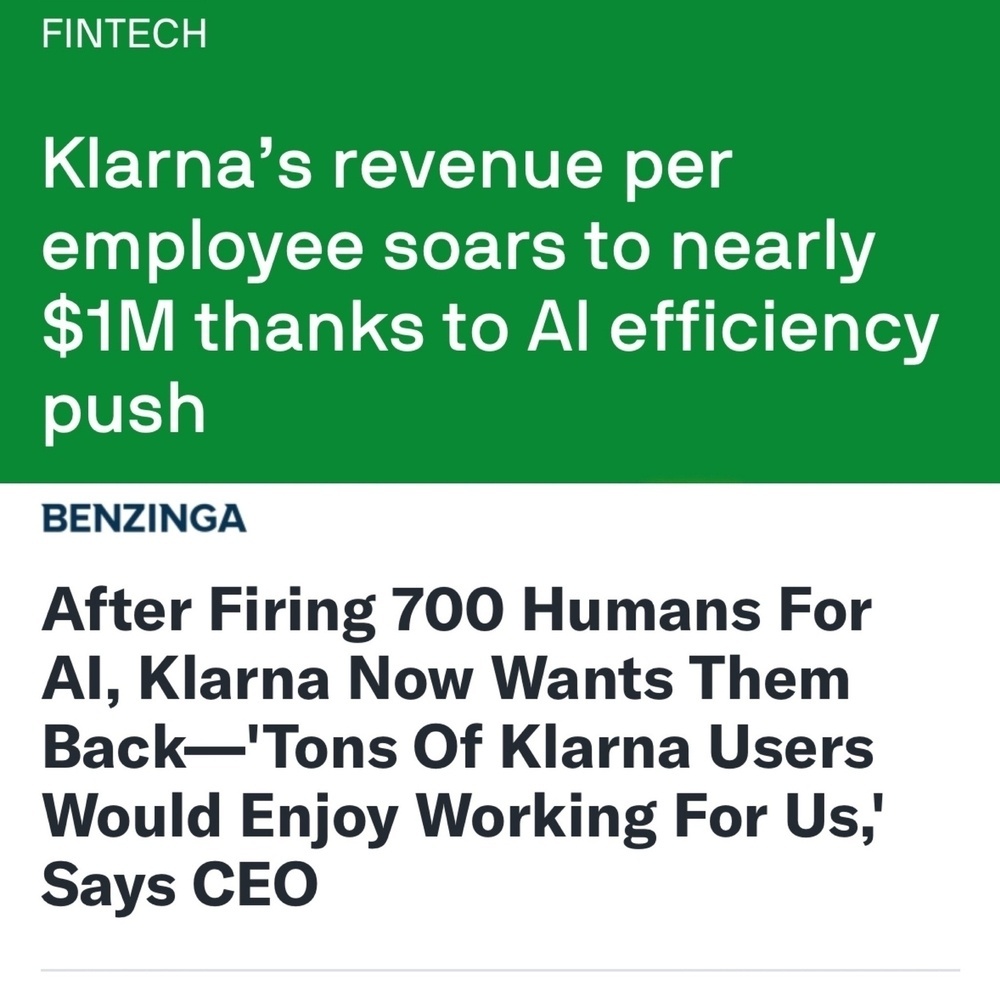 FINTECH
Klarna’s revenue per
employee soars to nearly
$1M thanks to AI efficiency
push
BENZINGA
After Firing 700 Humans For
AI, Klarna Now Wants Them
Back—'Tons Of Klarna Users
Would Enjoy Working For Us,'
Says CEO